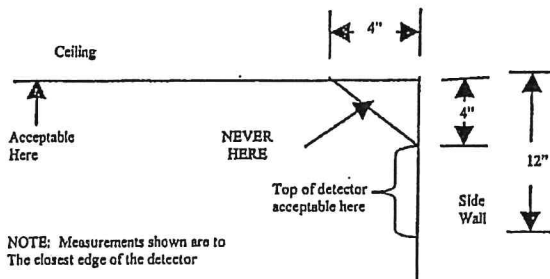 4"
Ceiling
Acceptable
Here
NEVER
HERE
4"
12"
Top of detector
acceptable here
Side
Wall
NOTE: Measurements shown are to
The closest edge of the detector